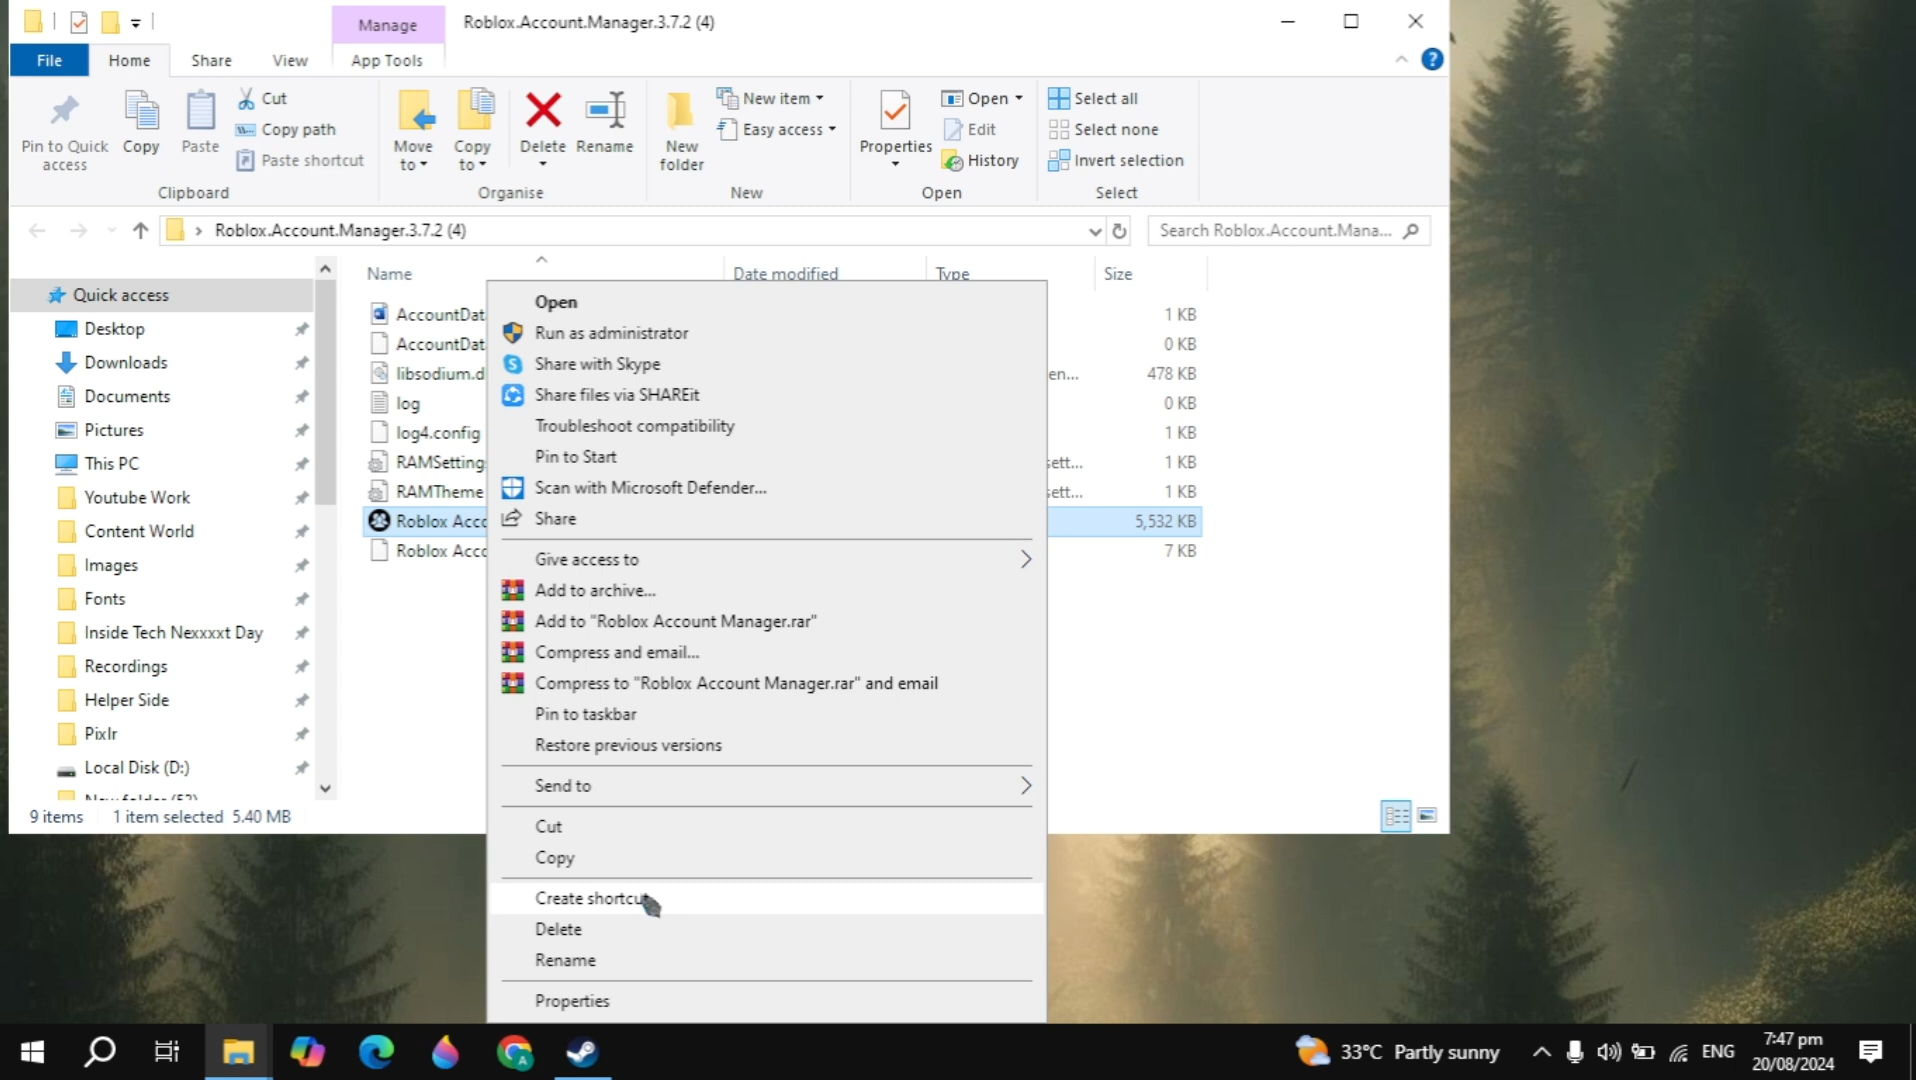 Manage
Roblox.Account.Manager.3.7.2 (4)
File
Home
Share
View
App Tools
Pin to Quick access
Copy
Paste
Cut
Copy path
Paste shortcut
Clipboard
Move to
Copy to
Delete
Rename
Organise
New folder
New item
Easy access
New
Properties
Open
Edit
History
Open
Select all
Select none
Invert selection
Select
Roblox.Account.Manager.3.7.2 (4)
Search Roblox.Account.Mana...
Name
Date modified
Type
Size
Quick access
Desktop
Downloads
Documents
Pictures
This PC
Youtube Work
Content World
Images
Fonts
Inside Tech Nexxxxt Day
Recordings
Helper Side
Pixlr
Local Disk (D:)
AccountDat
1 KB
AccountDat
0 KB
libsodium.d
en...
478 KB
log
0 KB
log4.config
1 KB
RAMSetting
sett...
1 KB
RAMTheme
sett...
1 KB
Roblox Acco
5,532 KB
Roblox Acco
7 KB
Open
Run as administrator
Share with Skype
Share files via SHAREit
Troubleshoot compatibility
Pin to Start
Scan with Microsoft Defender...
Share
Give access to
Add to archive...
Add to "Roblox Account Manager.rar"
Compress and email...
Compress to "Roblox Account Manager.rar" and email
Pin to taskbar
Restore previous versions
Send to
Cut
Copy
Create shortcut
Delete
Rename
Properties
9 items
1 item selected 5.40 MB
33°C Partly sunny
ENG
7:47 pm
20/08/2024